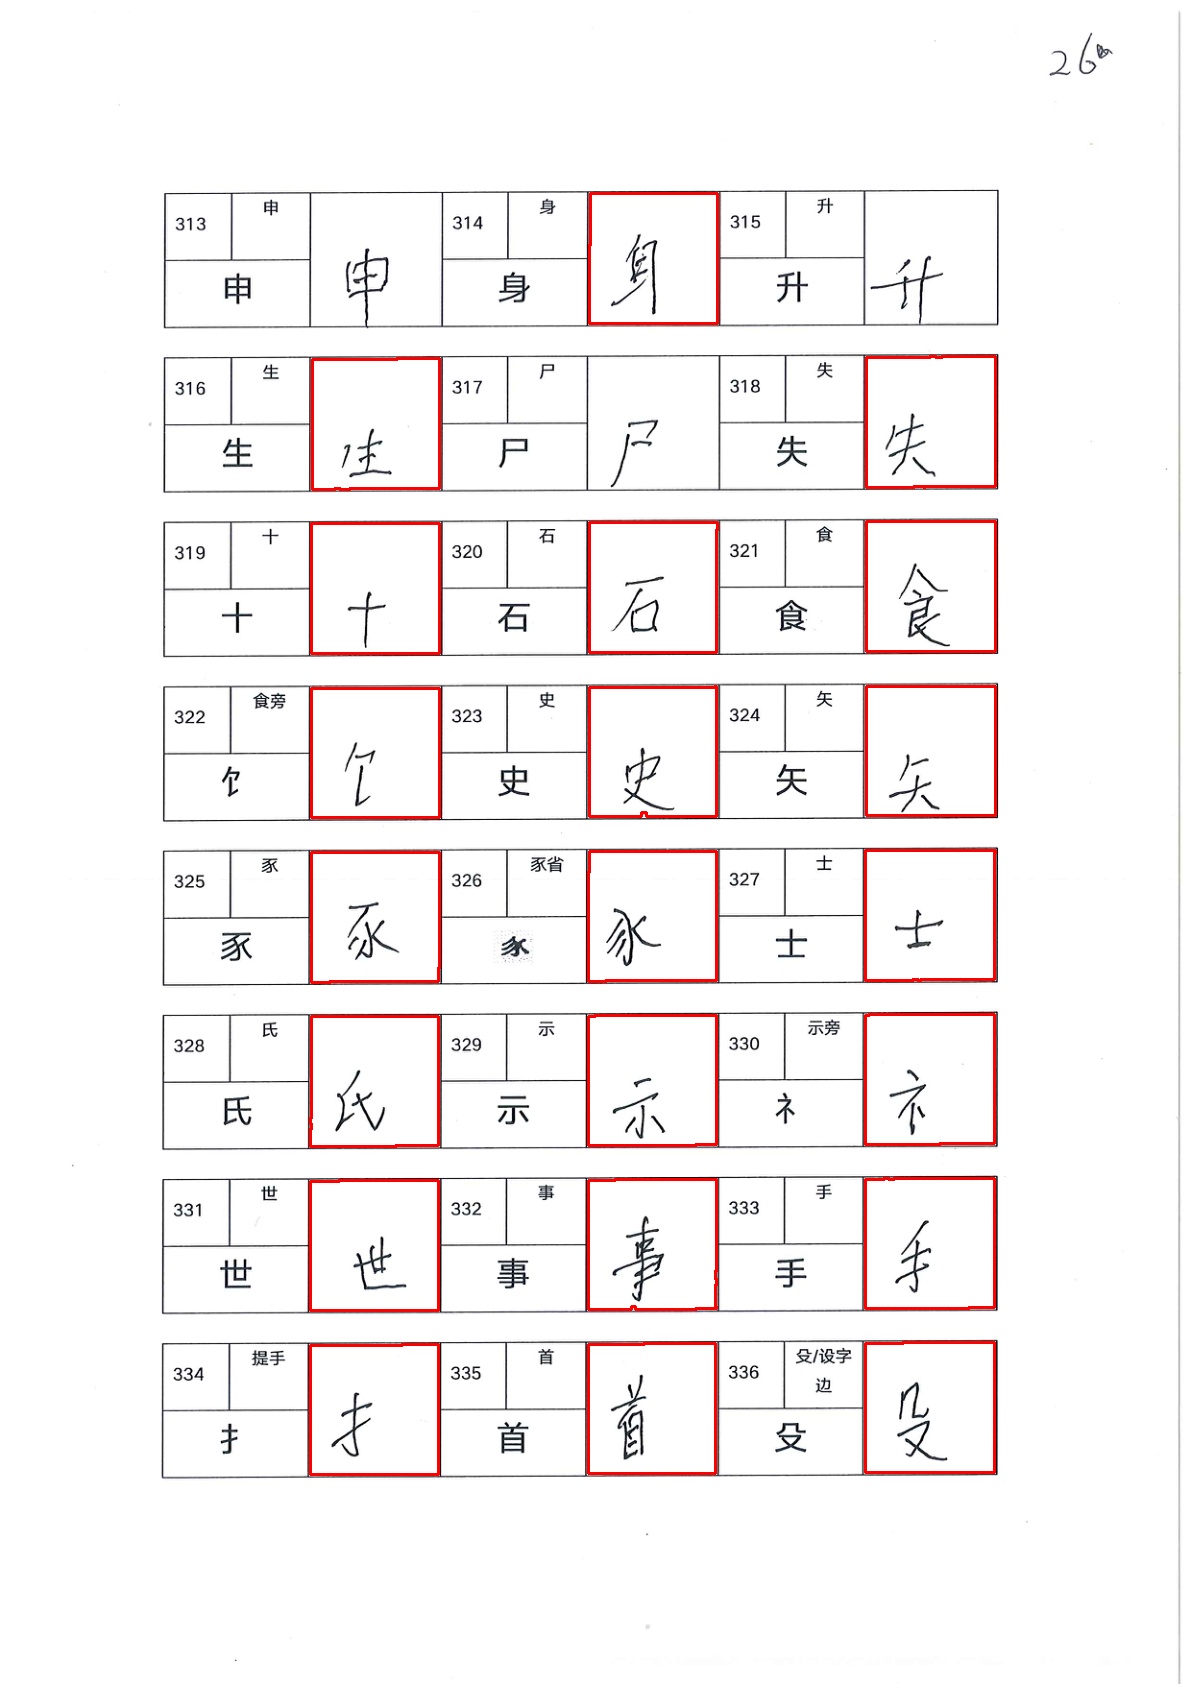 26
313 申 申 申
314 身 身 身
315 升 升 升
316 生 生 生
317 尸 尸 尸
318 失 失 失
319 十 十 十
320 石 石 石
321 食 食 食
322 食旁 饣 饣
323 史 史 史
324 矢 矢 矢
325 豕 豕 豕
326 豕省 𧰨 𧰨
327 士 士 士
328 氏 氏 氏
329 示 示 示
330 示旁 礻 礻
331 世 世 世
332 事 事 事
333 手 手 手
334 提手 扌 扌
335 首 首 首
336 殳/设字边 殳 殳